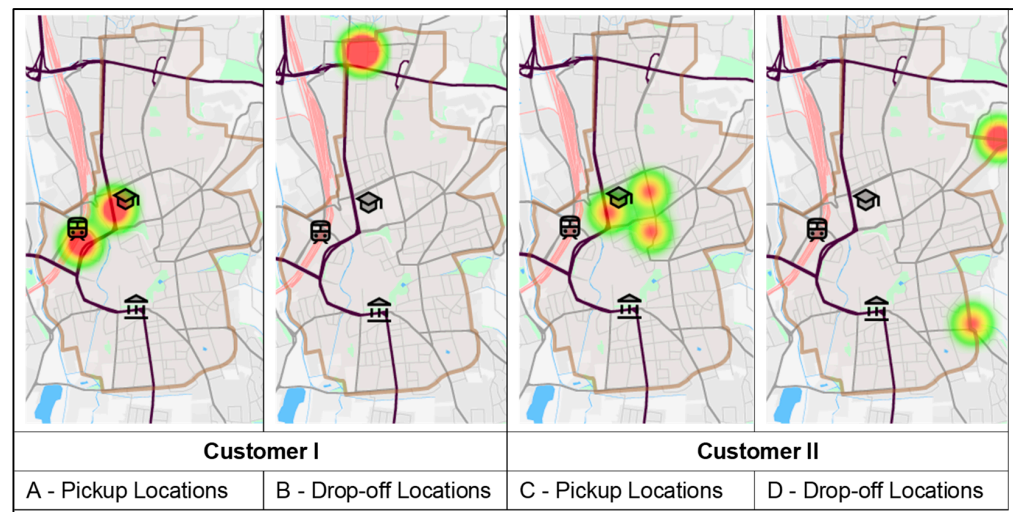 Customer I
Customer II
A - Pickup Locations
B - Drop-off Locations
C - Pickup Locations
D - Drop-off Locations